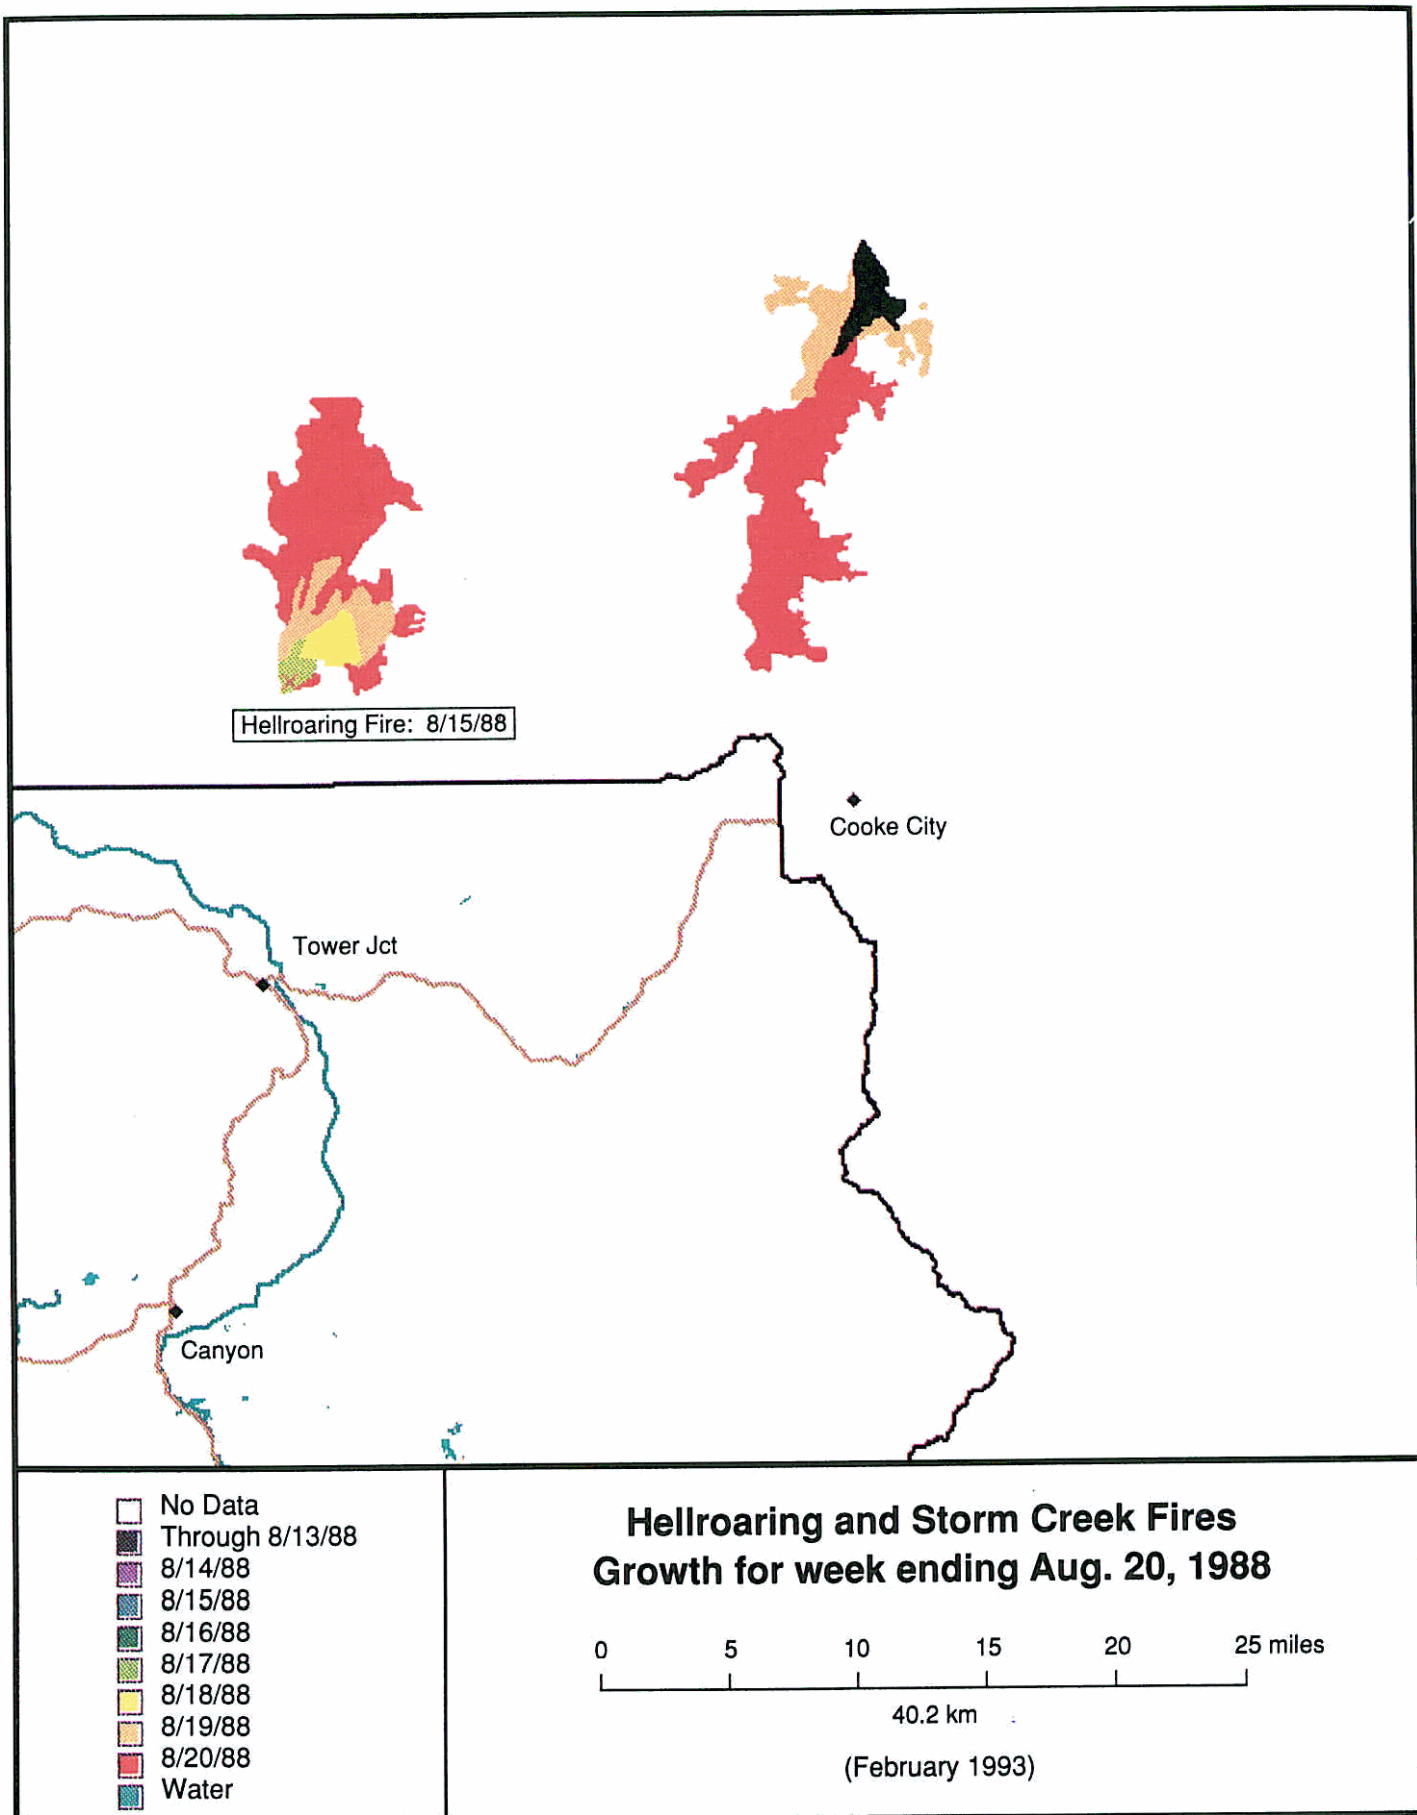 Hellroaring Fire: 8/15/88
Cooke City
Tower Jct
Canyon
No Data
Through 8/13/88
8/14/88
8/15/88
8/16/88
8/17/88
8/18/88
8/19/88
8/20/88
Water
Hellroaring and Storm Creek Fires
Growth for week ending Aug. 20, 1988
0 5 10 15 20 25 miles
40.2 km
(February 1993)